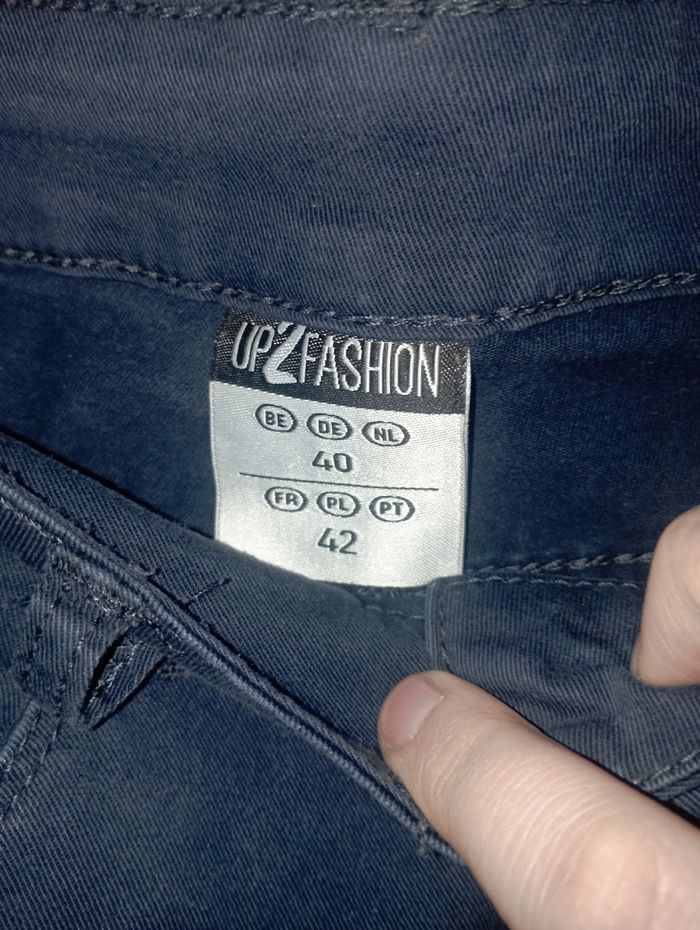 UP2FASHION
BE DE NL
40
FR PL PT
42